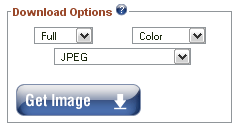 Download Options ?
Full Color
JPEG
Get Image